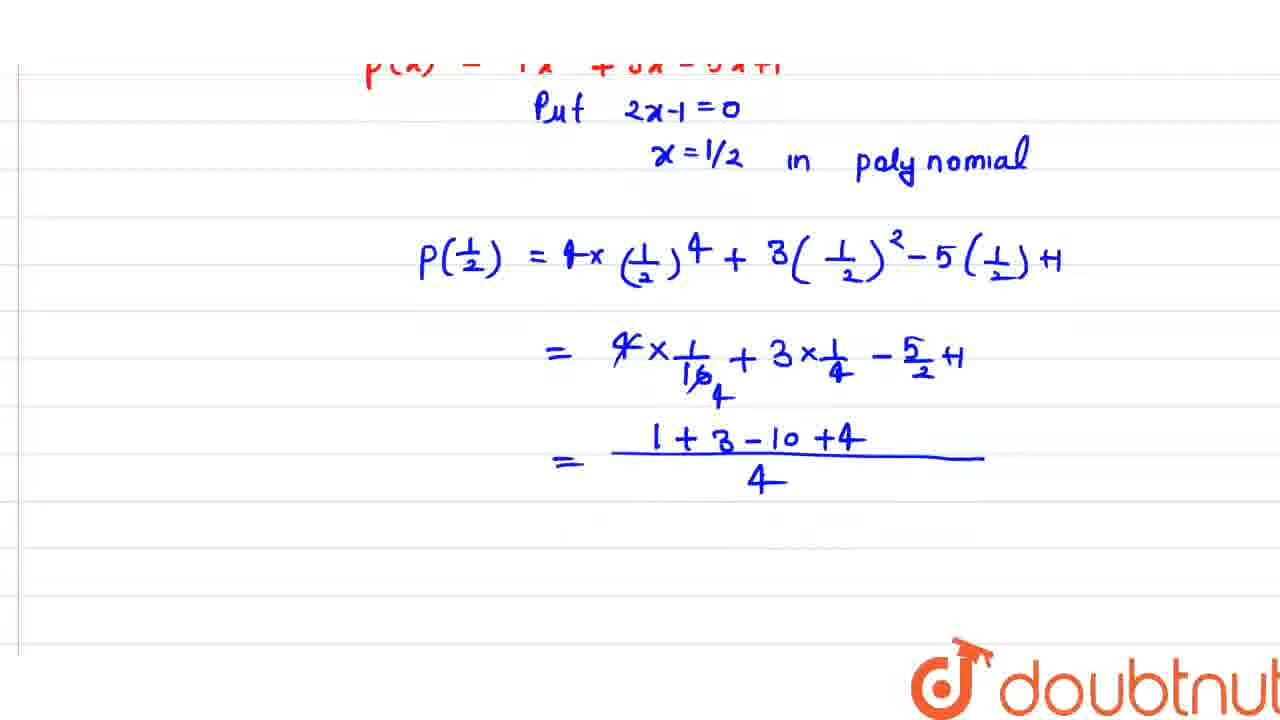 Put 2x-1=0
x=1/2 in polynomial
P(1/2) = 4×(1/2)^4 + 3(1/2)^2 - 5(1/2)+1
= 4×1/16 4 + 3×1/4 - 5/2+1
= 1+3-10+4/4
doubtnut